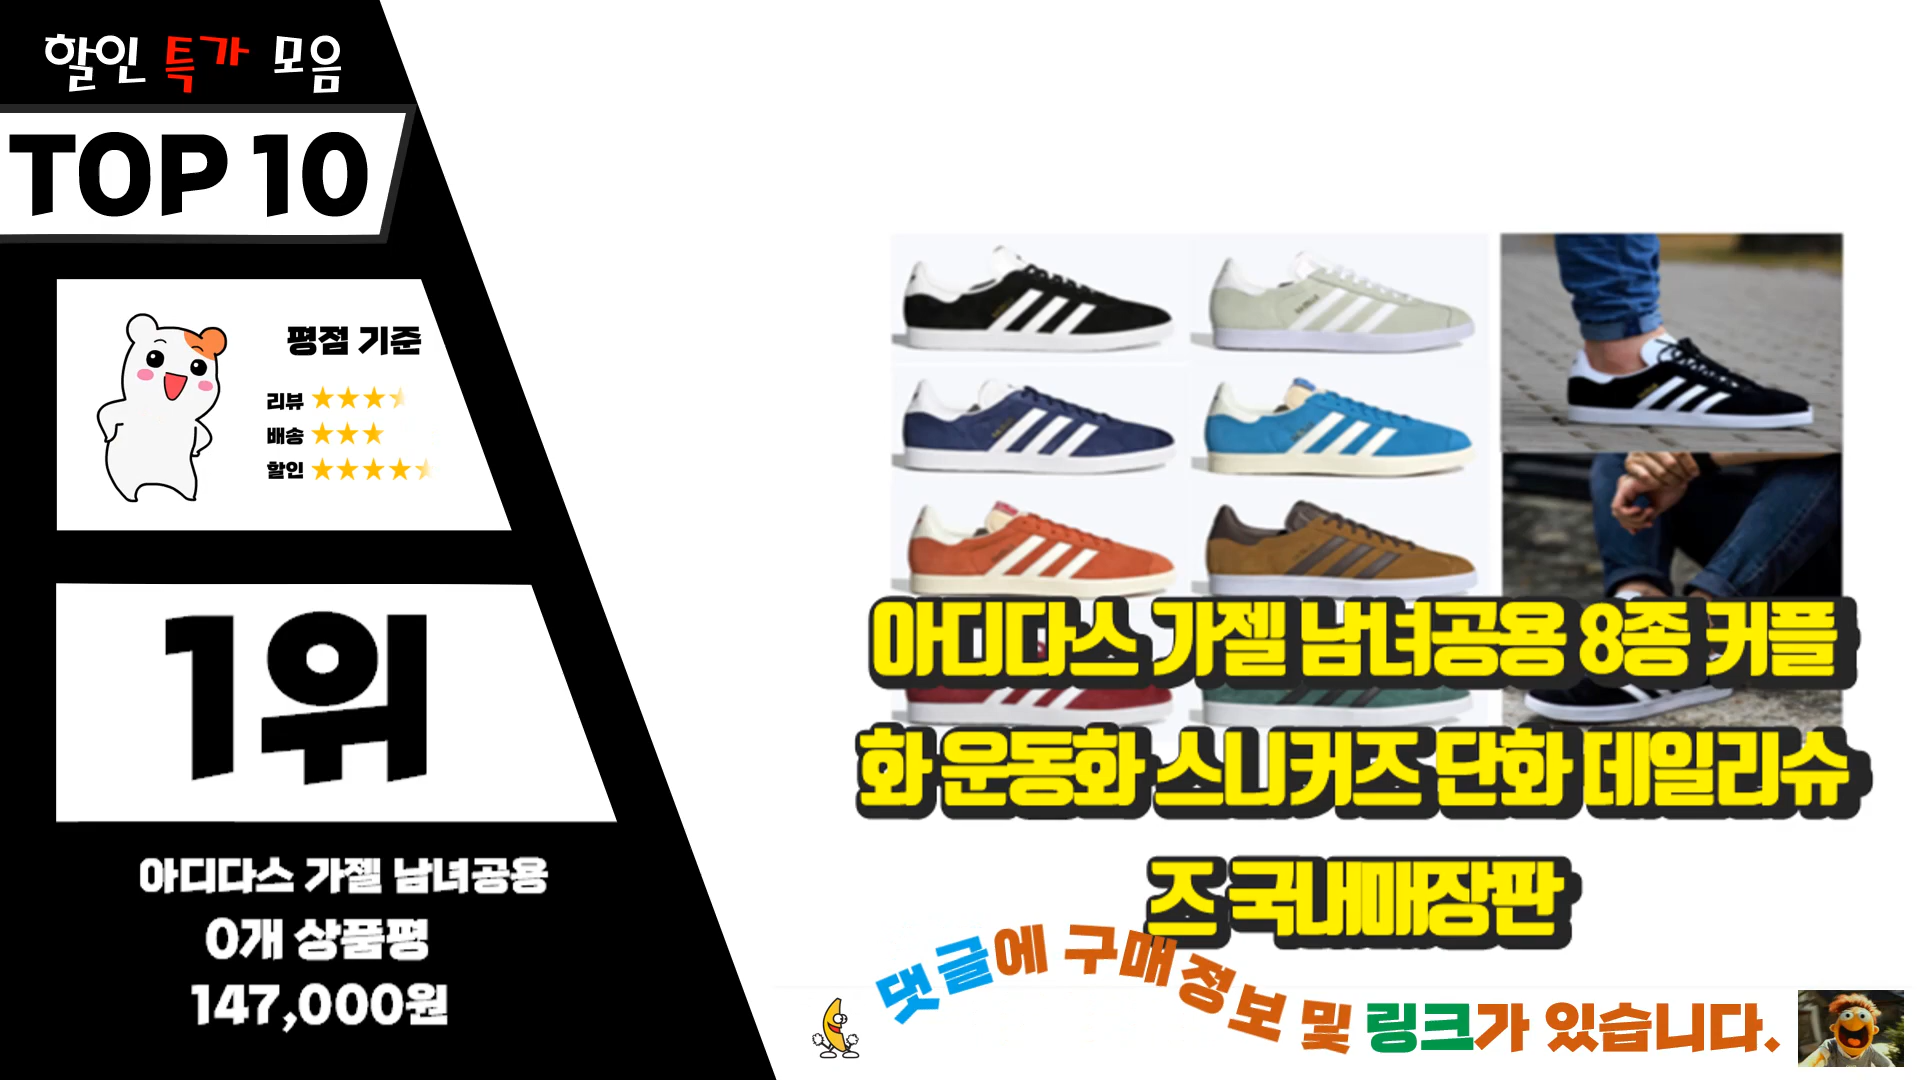 할인 특가 모음
TOP 10
평점 기준
리뷰
배송
할인
1위
아디다스 가젤 남녀공용
0개 상품평
147,000원
아디다스 가젤 남녀공용 8종 커플
화 운동화 스니커즈 단화 데일리슈
즈 국내매장판
댓글에 구매 정보 및 링크가 있습니다.